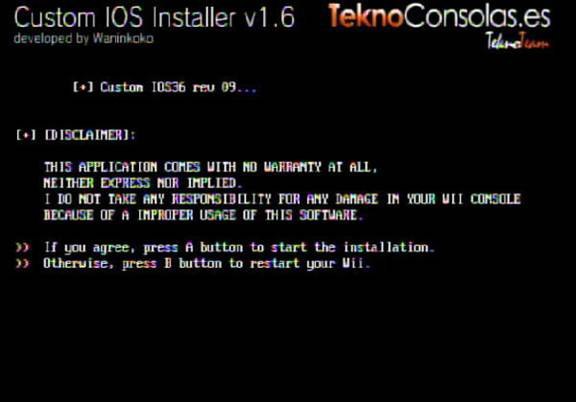 Custom IOS Installer v1.6
TeknoConsolas.es
developed by Waninkoko
TeknoTeam
[+] Custom IOS36 rev 09...
[+] [DISCLAIMER]:
THIS APPLICATION COMES WITH NO WARRANTY AT ALL,
NEITHER EXPRESS NOR IMPLIED.
I DO NOT TAKE ANY RESPONSIBILITY FOR ANY DAMAGE IN YOUR WII CONSOLE
BECAUSE OF A IMPROPER USAGE OF THIS SOFTWARE.
>> If you agree, press A button to start the installation.
>> Otherwise, press B button to restart your Wii.